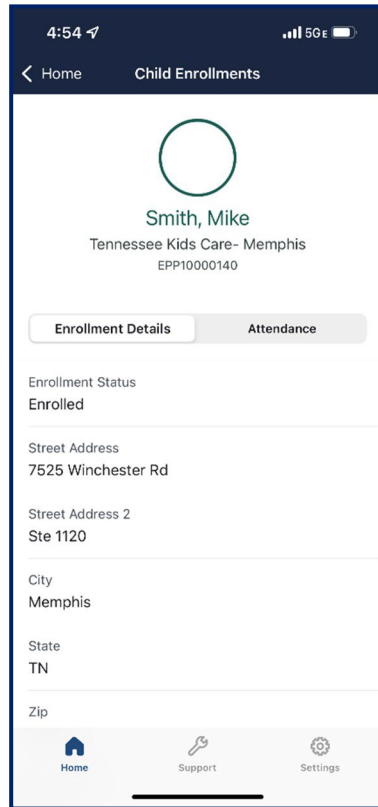 4:54 5GE
Home Child Enrollments
Smith, Mike
Tennessee Kids Care- Memphis
EPP10000140
Enrollment Details Attendance
Enrollment Status
Enrolled
Street Address
7525 Winchester Rd
Street Address 2
Ste 1120
City
Memphis
State
TN
Zip
Home Support Settings